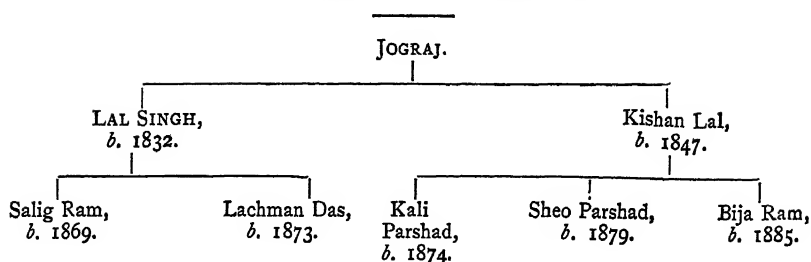 JOGRAJ.
LAL SINGH,
b. 1832.
Kishan Lal,
b. 1847.
Salig Ram,
b. 1869.
Lachman Das,
b. 1873.
Kali
Parshad,
b. 1874.
Sheo Parshad,
b. 1879.
Bija Ram,
b. 1885.